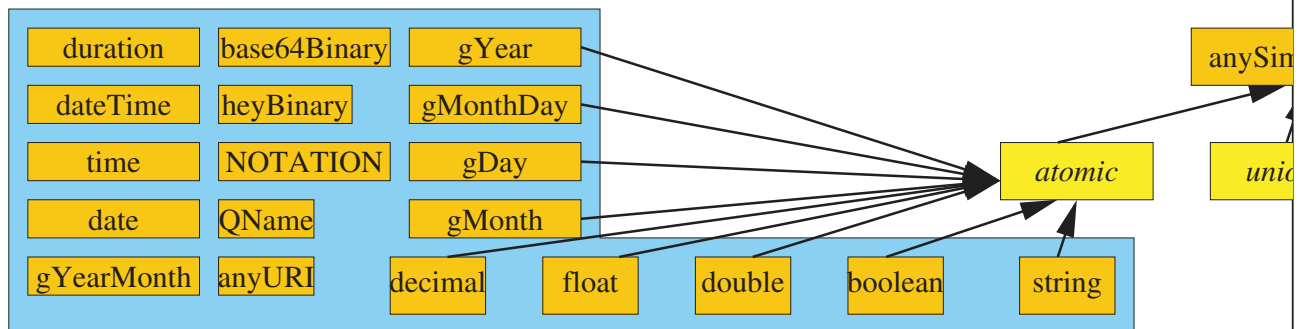 duration base64Binary gYear
anySim
dateTime heyBinary gMonthDay
time NOTATION gDay
atomic unio
date QName gMonth
gYearMonth anyURI decimal float double boolean string